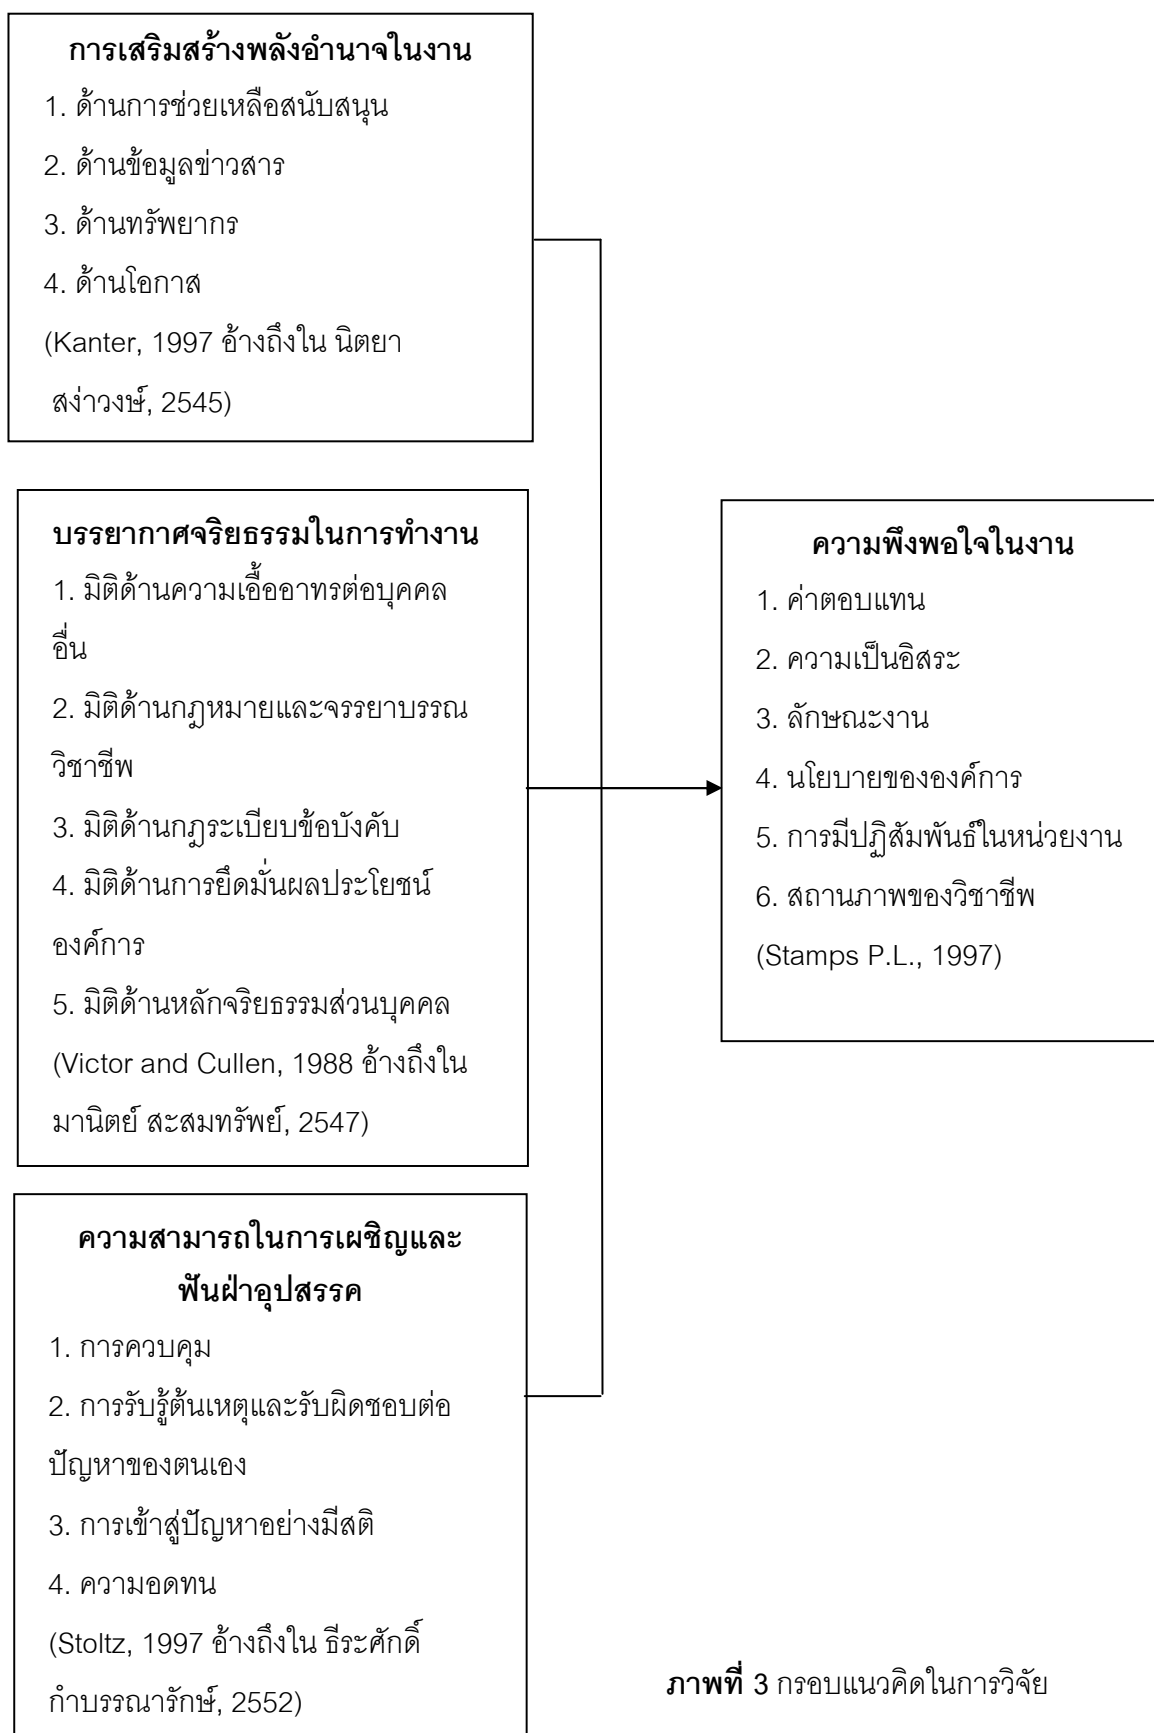 การเสริมสร้างพลังอำนาจในงาน
1. ด้านการช่วยเหลือสนับสนุน
2. ด้านข้อมูลข่าวสาร
3. ด้านทรัพยากร
4. ด้านโอกาส
(Kanter, 1997 อ้างถึงใน นิตยา
สง่าวงษ์, 2545)
บรรยากาศจริยธรรมในการทำงาน
1. มิติด้านความเอื้ออาทรต่อบุคคล
อื่น
2. มิติด้านกฎหมายและจรรยาบรรณ
วิชาชีพ
3. มิติด้านกฎระเบียบข้อบังคับ
4. มิติด้านการยึดมั่นผลประโยชน์
องค์การ
5. มิติด้านหลักจริยธรรมส่วนบุคคล
(Victor and Cullen, 1988 อ้างถึงใน
มานิตย์ สะสมทรัพย์, 2547)
ความสามารถในการเผชิญและ
ฟันฝ่าอุปสรรค
1. การควบคุม
2. การรับรู้ต้นเหตุและรับผิดชอบต่อ
ปัญหาของตนเอง
3. การเข้าสู่ปัญหาอย่างมีสติ
4. ความอดทน
(Stoltz, 1997 อ้างถึงใน ธีระศักดิ์
กำบรรณารักษ์, 2552)
ความพึงพอใจในงาน
1. ค่าตอบแทน
2. ความเป็นอิสระ
3. ลักษณะงาน
4. นโยบายขององค์การ
5. การมีปฏิสัมพันธ์ในหน่วยงาน
6. สถานภาพของวิชาชีพ
(Stamps P.L., 1997)
ภาพที่ 3 กรอบแนวคิดในการวิจัย